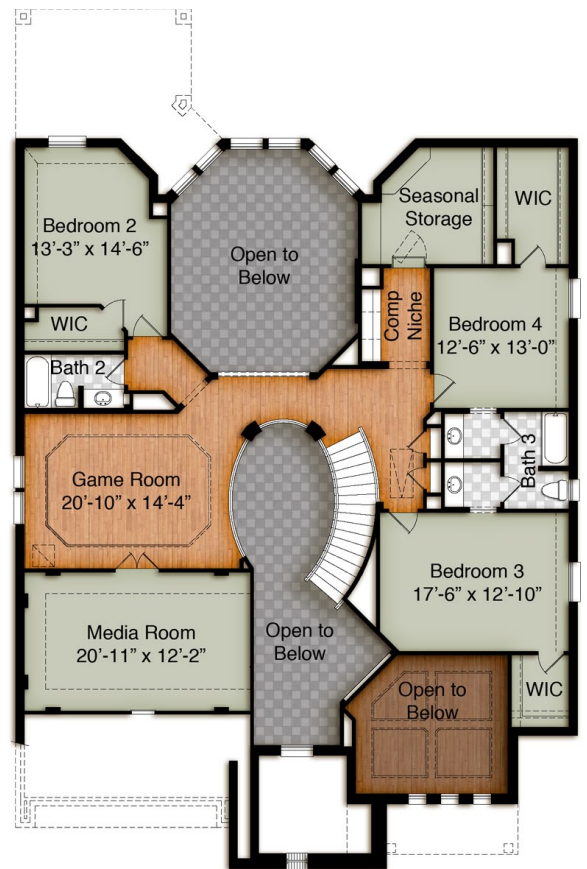 Seasonal
Storage
WIC
Bedroom 2
13'-3" x 14'-6"
Open to
Below
WIC
Comp
Niche
Bedroom 4
12'-6" x 13'-0"
Bath 2
Bath 3
Game Room
20'-10" x 14'-4"
Bedroom 3
17'-6" x 12'-10"
Media Room
20'-11" x 12'-2"
Open to
Below
Open to
Below
WIC